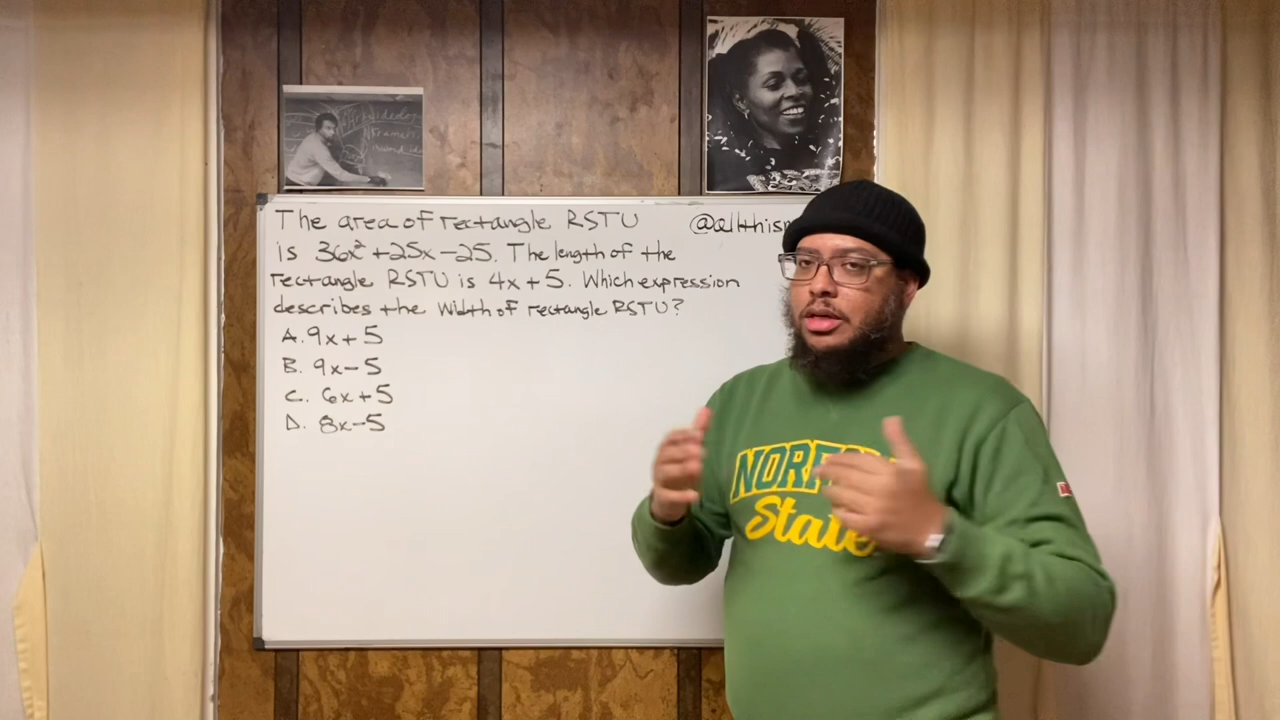 The area of rectangle RSTU
is 36x² + 25x - 25. The length of the
rectangle RSTU is 4x + 5. Which expression
describes the width of rectangle RSTU?
A. 9x + 5
B. 9x - 5
C. 6x + 5
D. 8x - 5
State